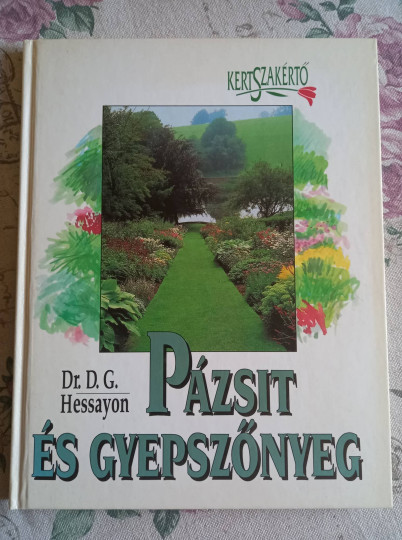 KERTSZAKÉRTŐ
Dr. D. G.
Hessayon
PÁZSIT
ÉS GYEPSZŐNYEG